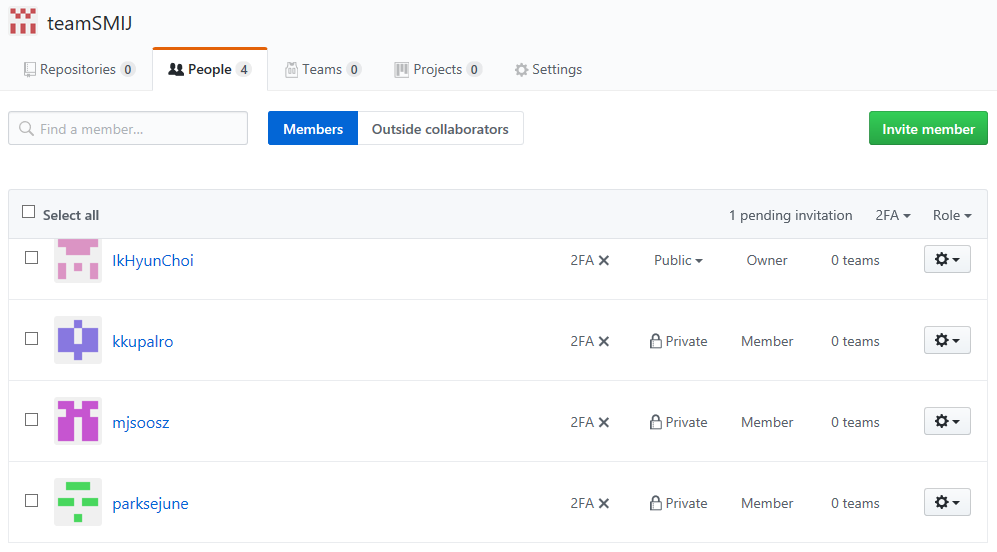 teamSMIJ
Repositories 0 People 4 Teams 0 Projects 0 Settings
Find a member... Members Outside collaborators Invite member
Select all 1 pending invitation 2FA Role
IkHyunChoi 2FA Public Owner 0 teams
kkupalro 2FA Private Member 0 teams
mjsoosz 2FA Private Member 0 teams
parksejune 2FA Private Member 0 teams